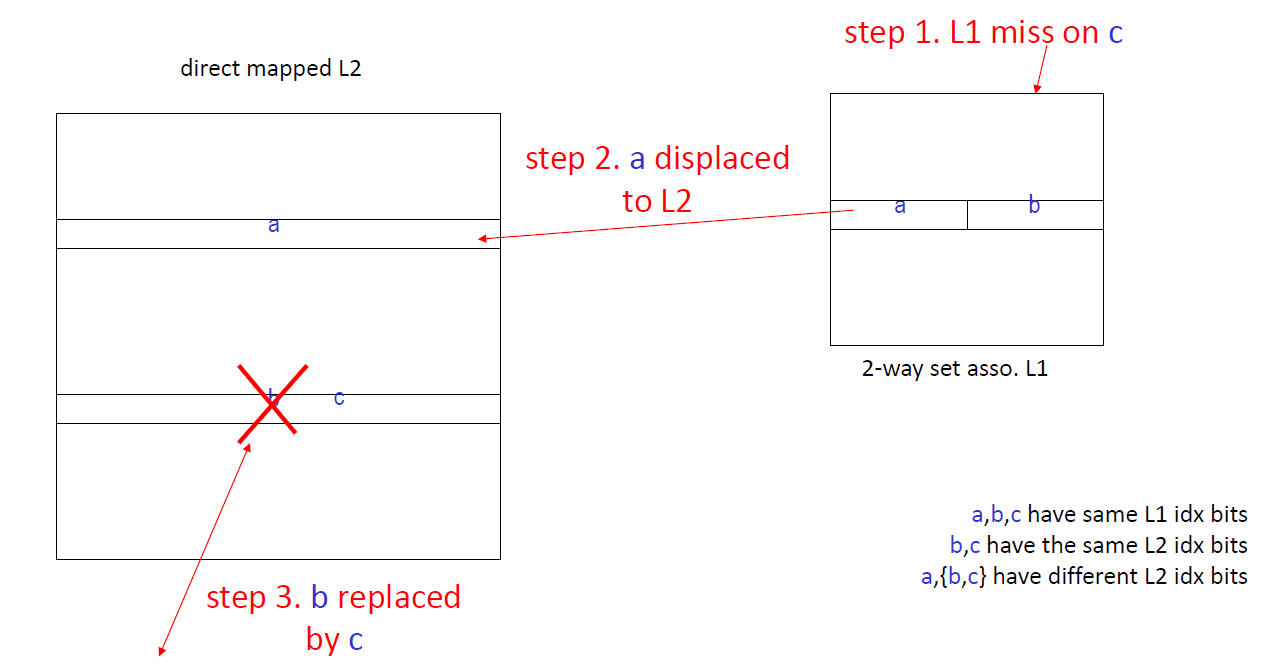 step 1. L1 miss on c
direct mapped L2
step 2. a displaced
to L2
a
b
a
b
c
2-way set asso. L1
a,b,c have same L1 idx bits
b,c have the same L2 idx bits
a,{b,c} have different L2 idx bits
step 3. b replaced
by c